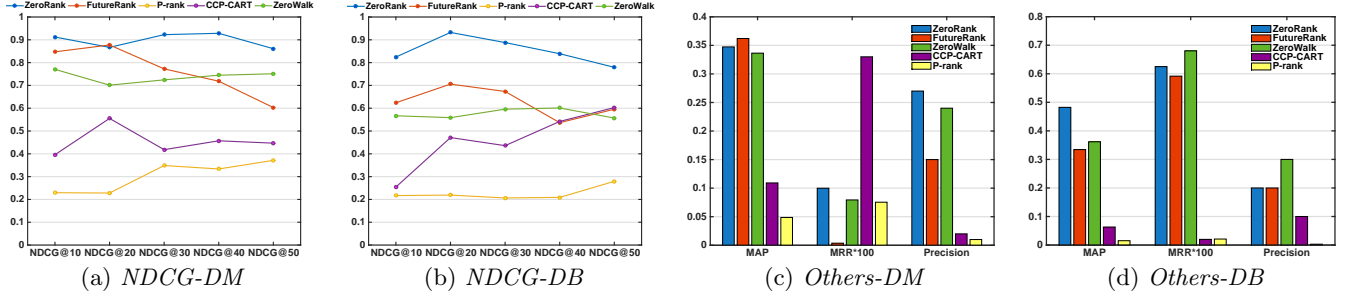 ZeroRank FutureRank P-rank CCP-CART ZeroWalk
1
0.9
0.8
0.7
0.6
0.5
0.4
0.3
0.2
0.1
0
NDCG@10 NDCG@20 NDCG@30 NDCG@40 NDCG@50
(a) NDCG-DM
ZeroRank FutureRank P-rank CCP-CART ZeroWalk
1
0.9
0.8
0.7
0.6
0.5
0.4
0.3
0.2
0.1
0
NDCG@10 NDCG@20 NDCG@30 NDCG@40 NDCG@50
(b) NDCG-DB
0.35
0.3
0.25
0.2
0.15
0.1
0.05
0
ZeroRank
FutureRank
ZeroWalk
CCP-CART
P-rank
MAP MRR*100 Precision
(c) Others-DM
0.8
0.7
0.6
0.5
0.4
0.3
0.2
0.1
0
ZeroRank
FutureRank
ZeroWalk
CCP-CART
P-rank
MAP MRR*100 Precision
(d) Others-DB